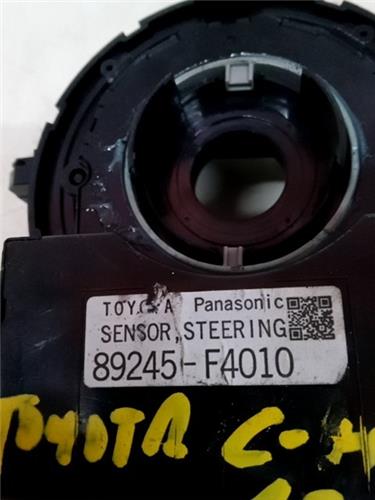 TOYOTA Panasonic
SENSOR, STEERING
89245-F4010
TOYOTA